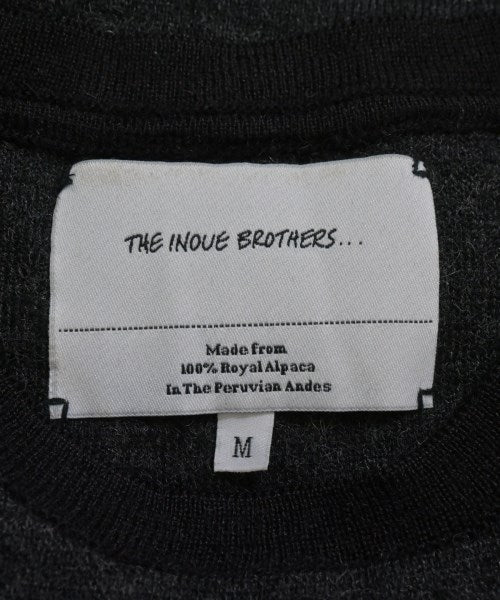 THE INOUE BROTHERS...
Made from
100% Royal Alpaca
In The Peruvian Andes
M